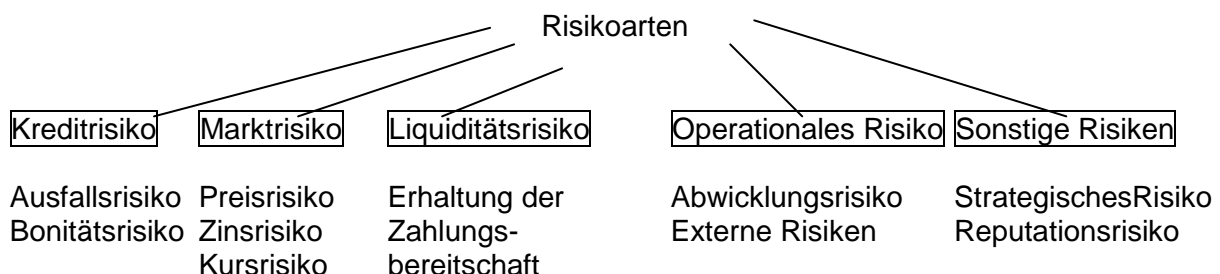 Risikoarten
Kreditrisiko Marktrisiko Liquiditätsrisiko Operationales Risiko Sonstige Risiken
Ausfallsrisiko Preisrisiko Erhaltung der Abwicklungsrisiko StrategischesRisiko
Bonitätsrisiko Zinsrisiko Zahlungs- Externe Risiken Reputationsrisiko
Kursrisiko bereitschaft